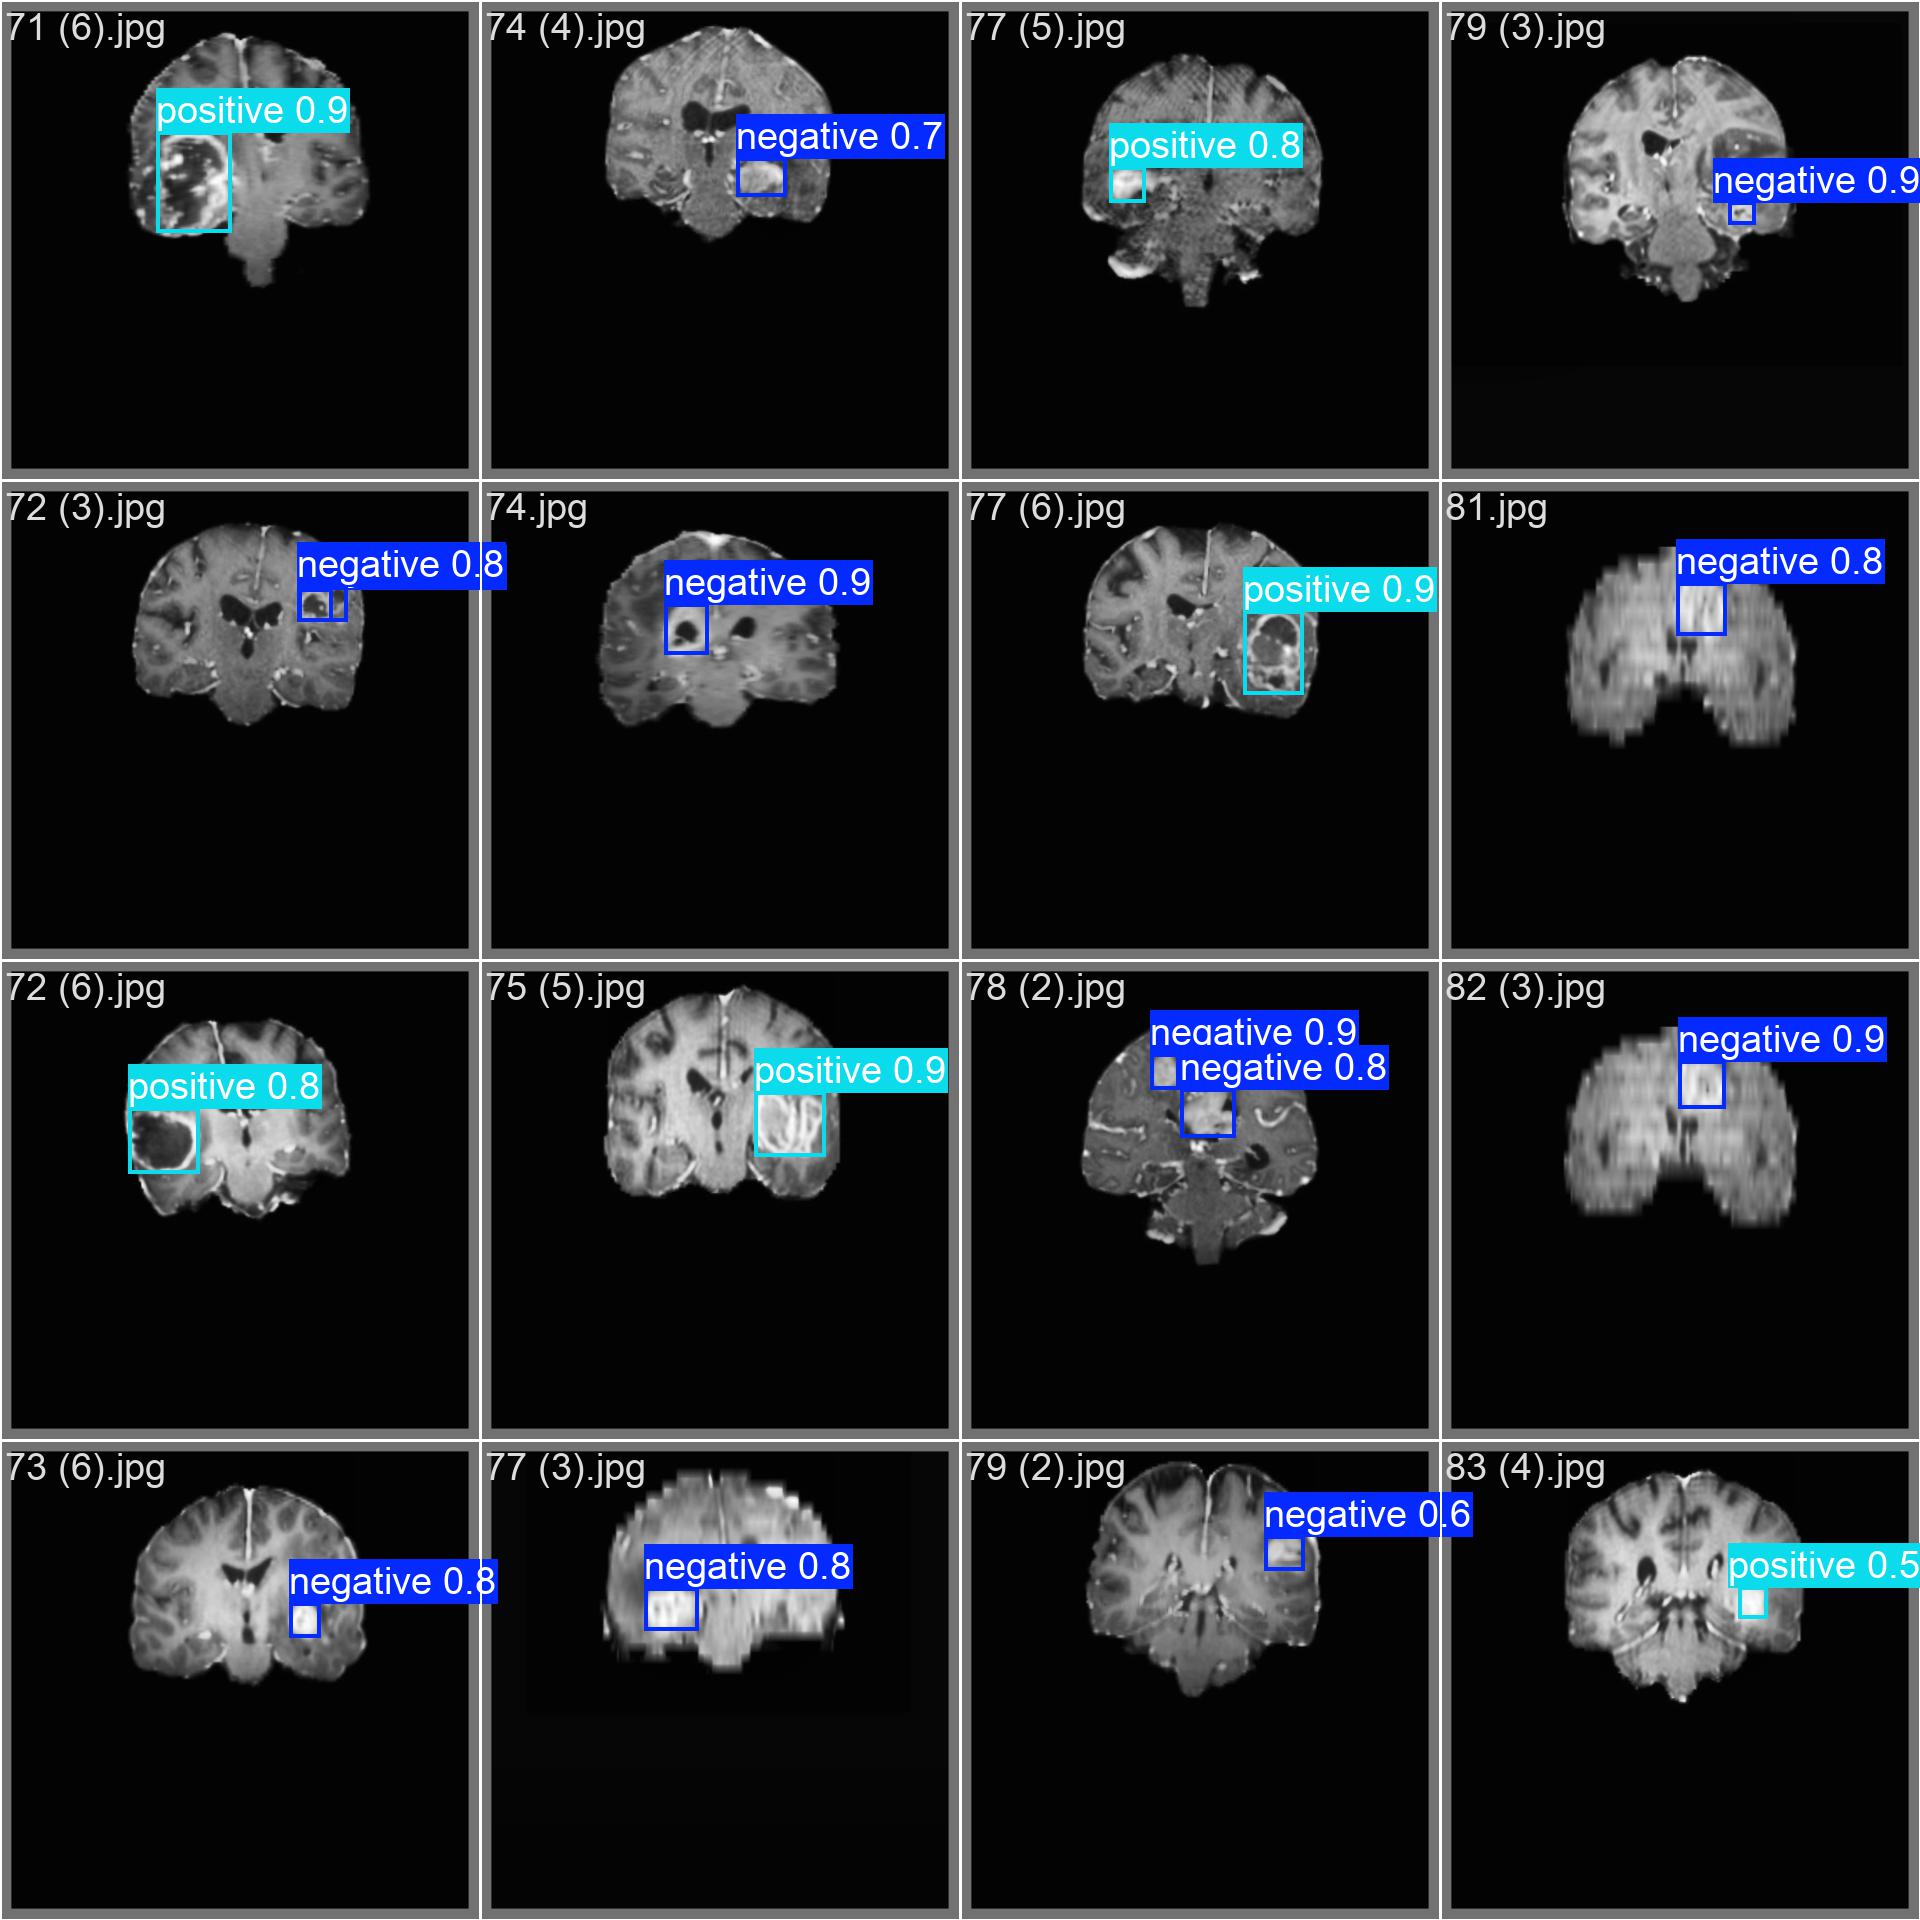 71 (6).jpg
positive 0.9
74 (4).jpg
negative 0.7
77 (5).jpg
positive 0.8
79 (3).jpg
negative 0.9
72 (3).jpg
negative 0.8
74.jpg
negative 0.9
77 (6).jpg
positive 0.9
81.jpg
negative 0.8
72 (6).jpg
positive 0.8
75 (5).jpg
positive 0.9
78 (2).jpg
negative 0.9
negative 0.8
82 (3).jpg
negative 0.9
73 (6).jpg
negative 0.8
77 (3).jpg
negative 0.8
79 (2).jpg
negative 0.6
83 (4).jpg
positive 0.5